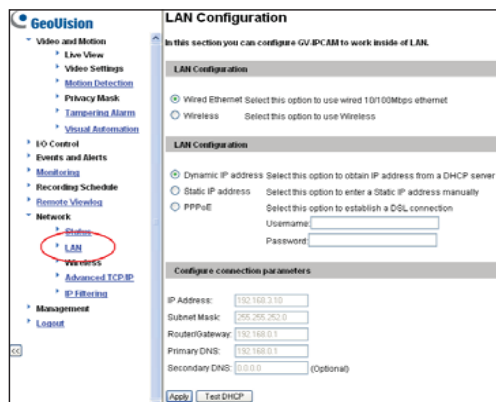 GeoVision
Video and Motion
Live View
Video Settings
Motion Detection
Privacy Mask
Tampering Alarm
Visual Automation
I/O Control
Events and Alerts
Monitoring
Recording Schedule
Remote Viewlog
Network
Status
LAN
Wireless
Advanced TCP/IP
IP Filtering
Management
Logout
<<
LAN Configuration
In this section you can configure GV-IPCAM to work inside of LAN.
LAN Configuration
Wired Ethernet Select this option to use wired 10/100Mbps ethernet
Wireless Select this option to use Wireless
LAN Configuration
Dynamic IP address Select this option to obtain IP address from a DHCP server
Static IP address Select this option to enter a Static IP address manually
PPPoE Select this option to establish a DSL connection
Username:
Password:
Configure connection parameters
IP Address: 192.168.3.10
Subnet Mask: 255.255.252.0
Router/Gateway: 192.168.0.1
Primary DNS: 192.168.0.1
Secondary DNS: 0.0.0.0 (Optional)
Apply Test DHCP